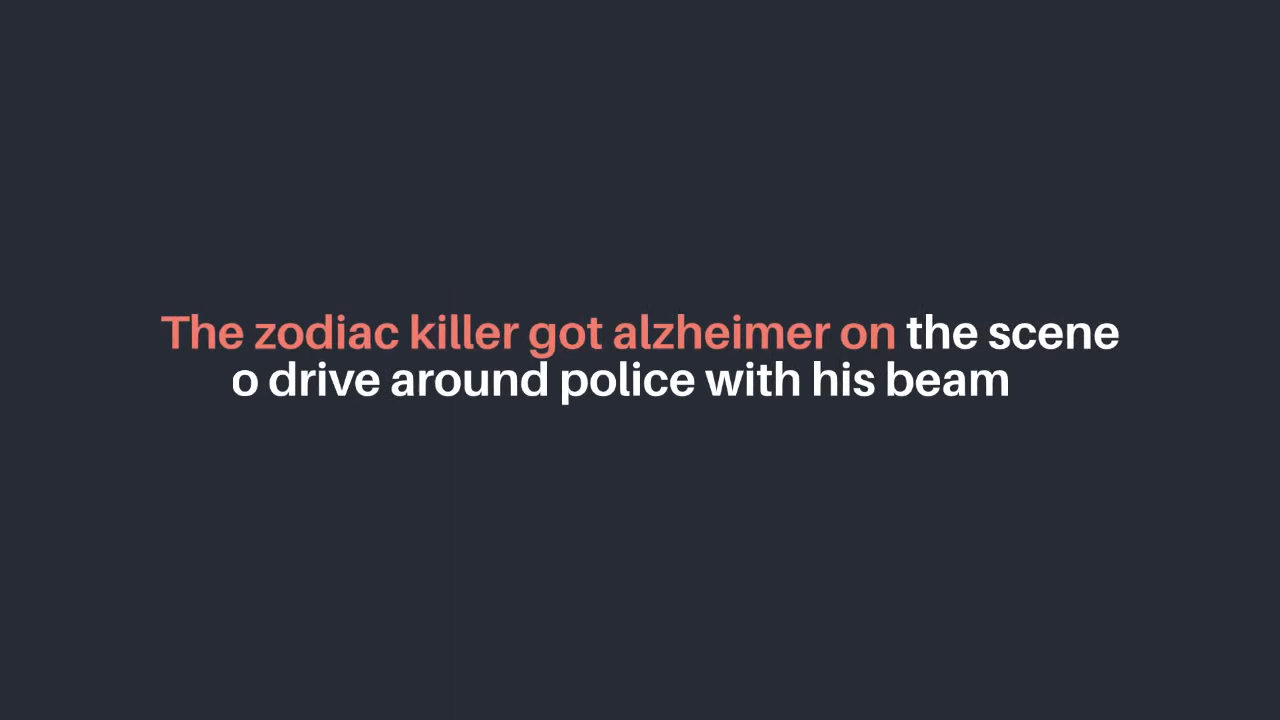 The zodiac killer got alzheimer on the scene
o drive around police with his beam